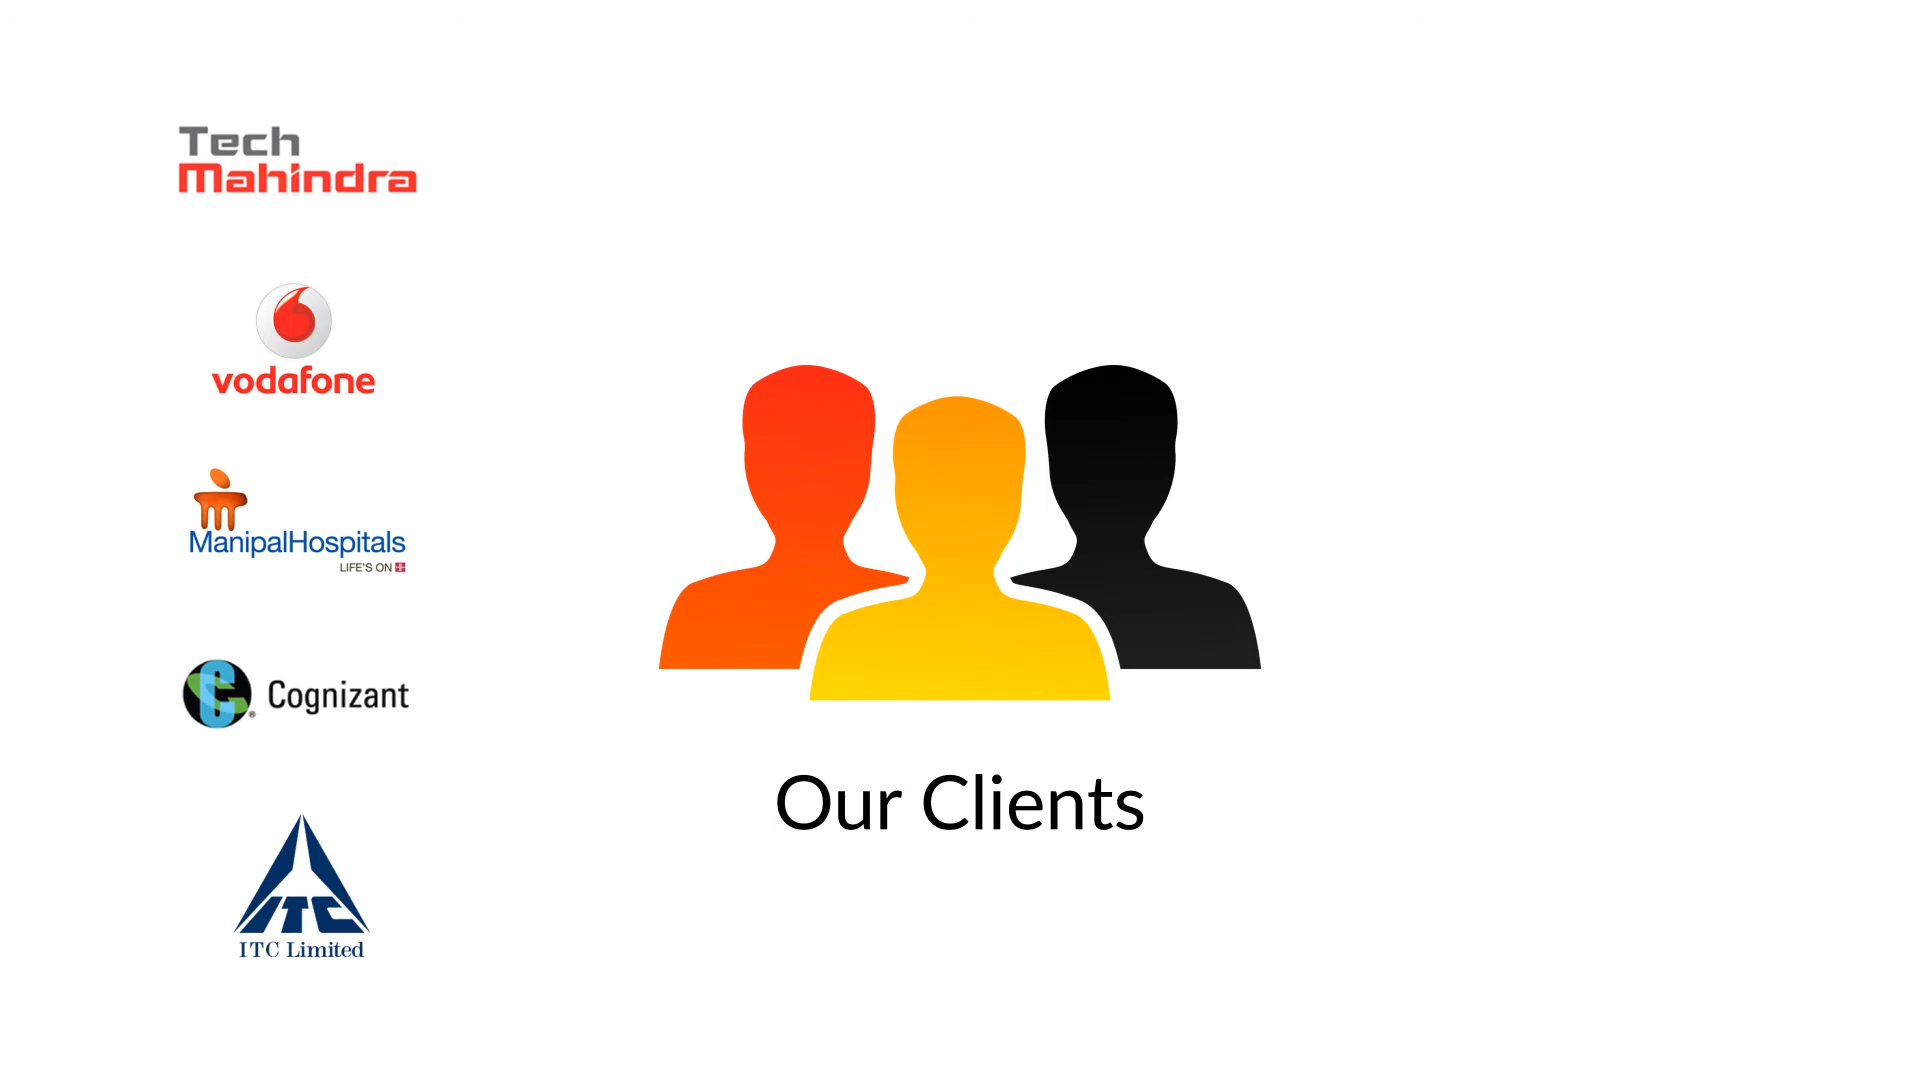 Tech
Mahindra
vodafone
ManipalHospitals
LIFE'S ON
Cognizant
ITC
ITC Limited
Our Clients